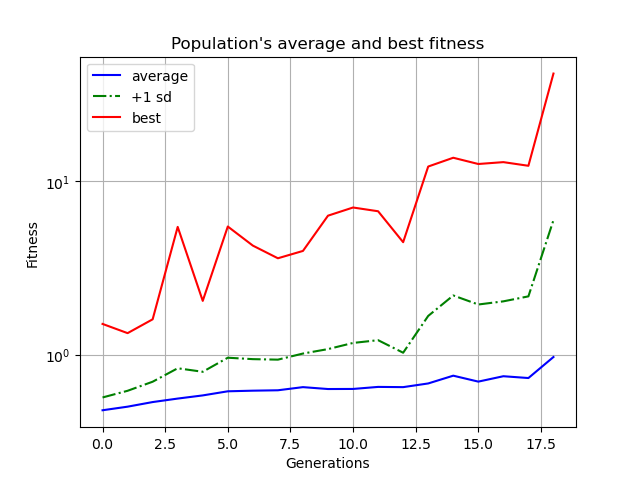 Population's average and best fitness
average
+1 sd
best
Fitness
10¹
10⁰
0.0 2.5 5.0 7.5 10.0 12.5 15.0 17.5
Generations